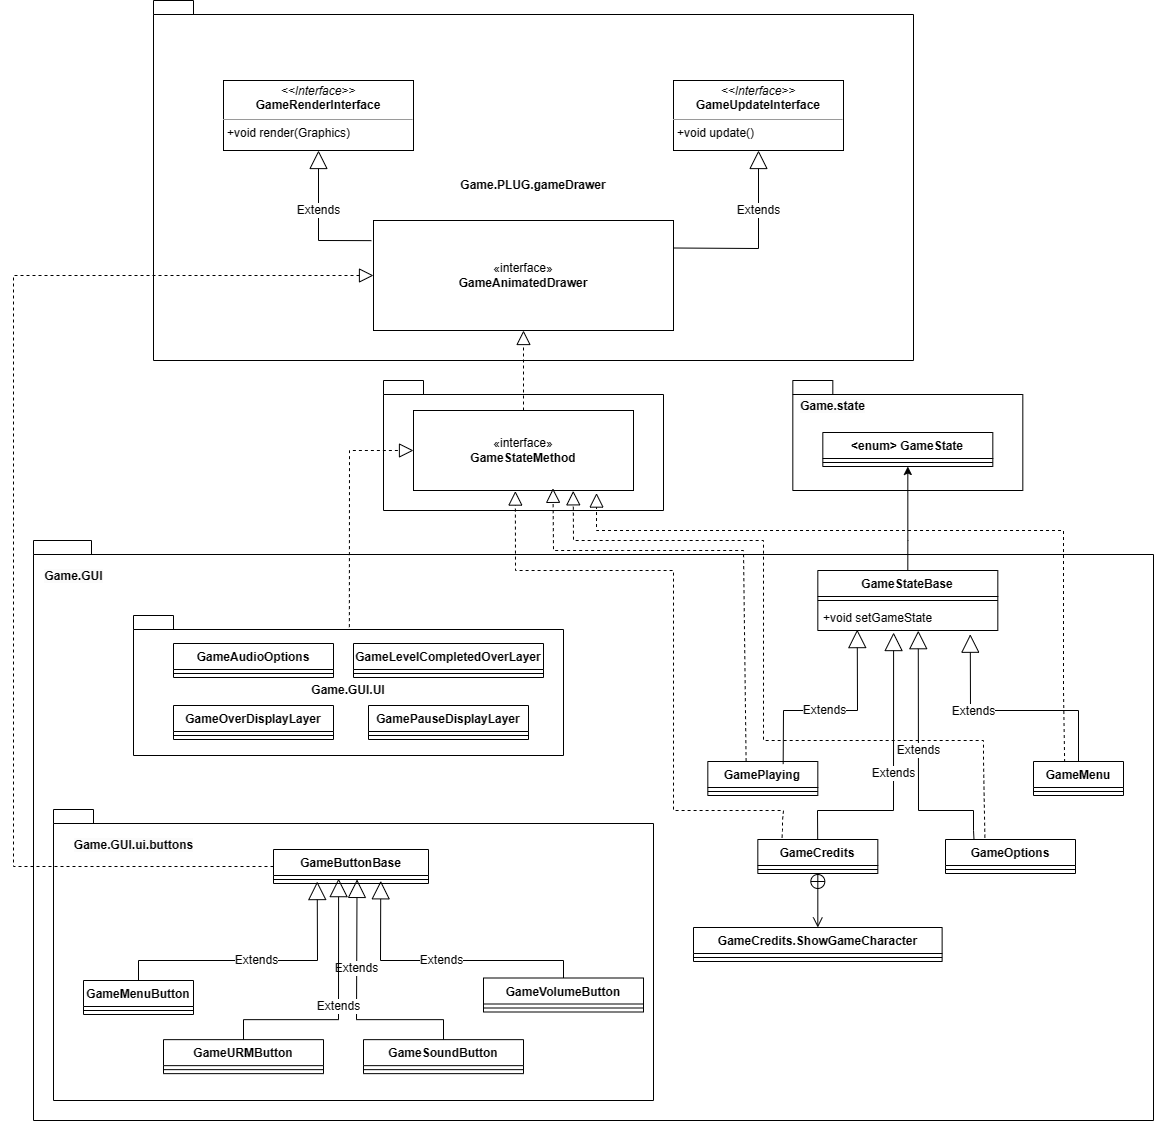 <<Interface>>
GameRenderInterface
+void render(Graphics)
<<Interface>>
GameUpdateInterface
+void update()
Game.PLUG.gameDrawer
Extends
Extends
«interface»
GameAnimatedDrawer
«interface»
GameStateMethod
Game.state
<enum> GameState
Game.GUI
GameStateBase
+void setGameState
GameAudioOptions
GameLevelCompletedOverLayer
Game.GUI.UI
GameOverDisplayLayer
GamePauseDisplayLayer
Extends
Extends
Extends
Extends
GamePlaying
GameMenu
Game.GUI.ui.buttons
GameButtonBase
GameCredits
GameOptions
GameCredits.ShowGameCharacter
Extends
Extends
Extends
GameMenuButton
GameVolumeButton
Extends
GameURMButton
GameSoundButton